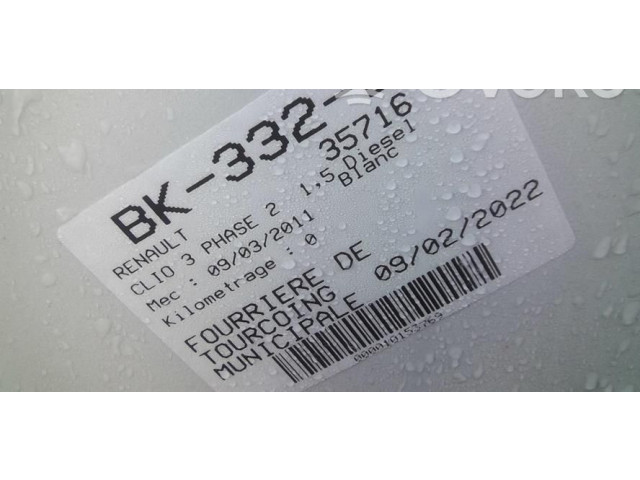 BK-332-
35716
RENAULT
CLIO 3 PHASE 2 1,5 Diesel
Mec : 09/03/2011 Blanc
Kilometrage : 0
FOURRIERE DE
TOURCOING
MUNICIPALE 09/02/2022
000010153769